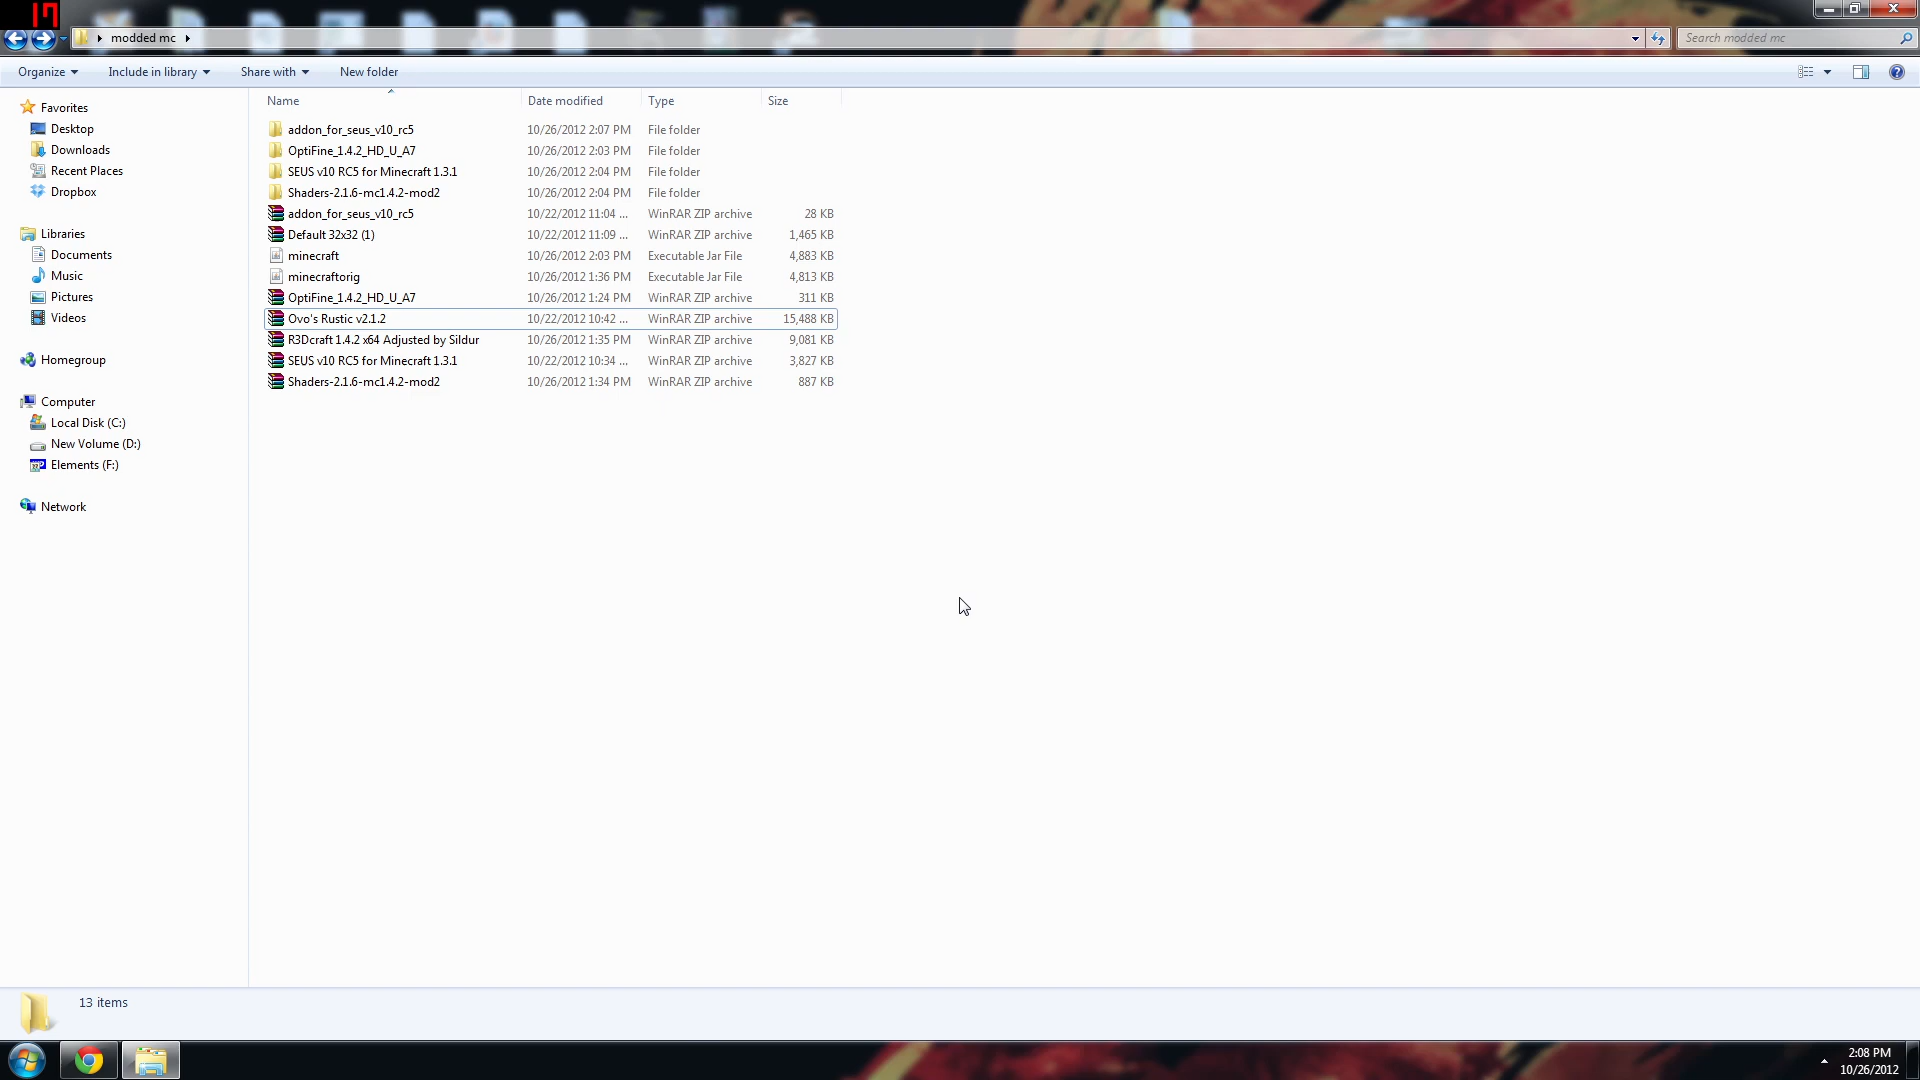 17
modded mc
Search modded mc
Organize Include in library Share with New folder
Name Date modified Type Size
Favorites
Desktop
Downloads
Recent Places
Dropbox
Libraries
Documents
Music
Pictures
Videos
Homegroup
Computer
Local Disk (C:)
New Volume (D:)
Elements (F:)
Network
addon_for_seus_v10_rc5 10/26/2012 2:07 PM File folder
OptiFine_1.4.2_HD_U_A7 10/26/2012 2:03 PM File folder
SEUS v10 RC5 for Minecraft 1.3.1 10/26/2012 2:04 PM File folder
Shaders-2.1.6-mc1.4.2-mod2 10/26/2012 2:04 PM File folder
addon_for_seus_v10_rc5 10/22/2012 11:04 ... WinRAR ZIP archive 28 KB
Default 32x32 (1) 10/22/2012 11:09 ... WinRAR ZIP archive 1,465 KB
minecraft 10/26/2012 2:03 PM Executable Jar File 4,883 KB
minecraftorig 10/26/2012 1:36 PM Executable Jar File 4,813 KB
OptiFine_1.4.2_HD_U_A7 10/26/2012 1:24 PM WinRAR ZIP archive 311 KB
Ovo's Rustic v2.1.2 10/22/2012 10:42 ... WinRAR ZIP archive 15,488 KB
R3Dcraft 1.4.2 x64 Adjusted by Sildur 10/26/2012 1:35 PM WinRAR ZIP archive 9,081 KB
SEUS v10 RC5 for Minecraft 1.3.1 10/22/2012 10:34 ... WinRAR ZIP archive 3,827 KB
Shaders-2.1.6-mc1.4.2-mod2 10/26/2012 1:34 PM WinRAR ZIP archive 887 KB
13 items
2:08 PM
10/26/2012